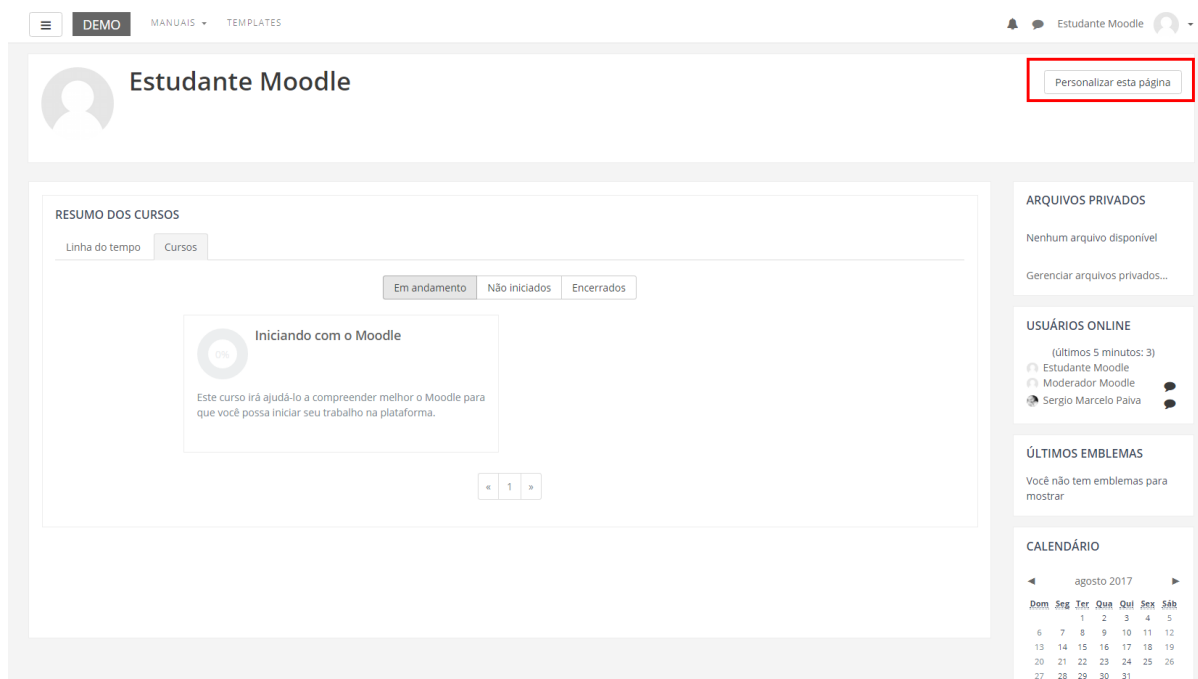 DEMO MANUAIS TEMPLATES Estudante Moodle
Estudante Moodle
Personalizar esta página
RESUMO DOS CURSOS
Linha do tempo Cursos
Em andamento Não iniciados Encerrados
0%
Iniciando com o Moodle
Este curso irá ajudá-lo a compreender melhor o Moodle para
que você possa iniciar seu trabalho na plataforma.
« 1 »
ARQUIVOS PRIVADOS
Nenhum arquivo disponível
Gerenciar arquivos privados...
USUÁRIOS ONLINE
(últimos 5 minutos: 3)
Estudante Moodle
Moderador Moodle
Sergio Marcelo Paiva
ÚLTIMOS EMBLEMAS
Você não tem emblemas para
mostrar
CALENDÁRIO
◄ agosto 2017 ►
Dom Seg Ter Qua Qui Sex Sáb
1 2 3 4 5
6 7 8 9 10 11 12
13 14 15 16 17 18 19
20 21 22 23 24 25 26
27 28 29 30 31